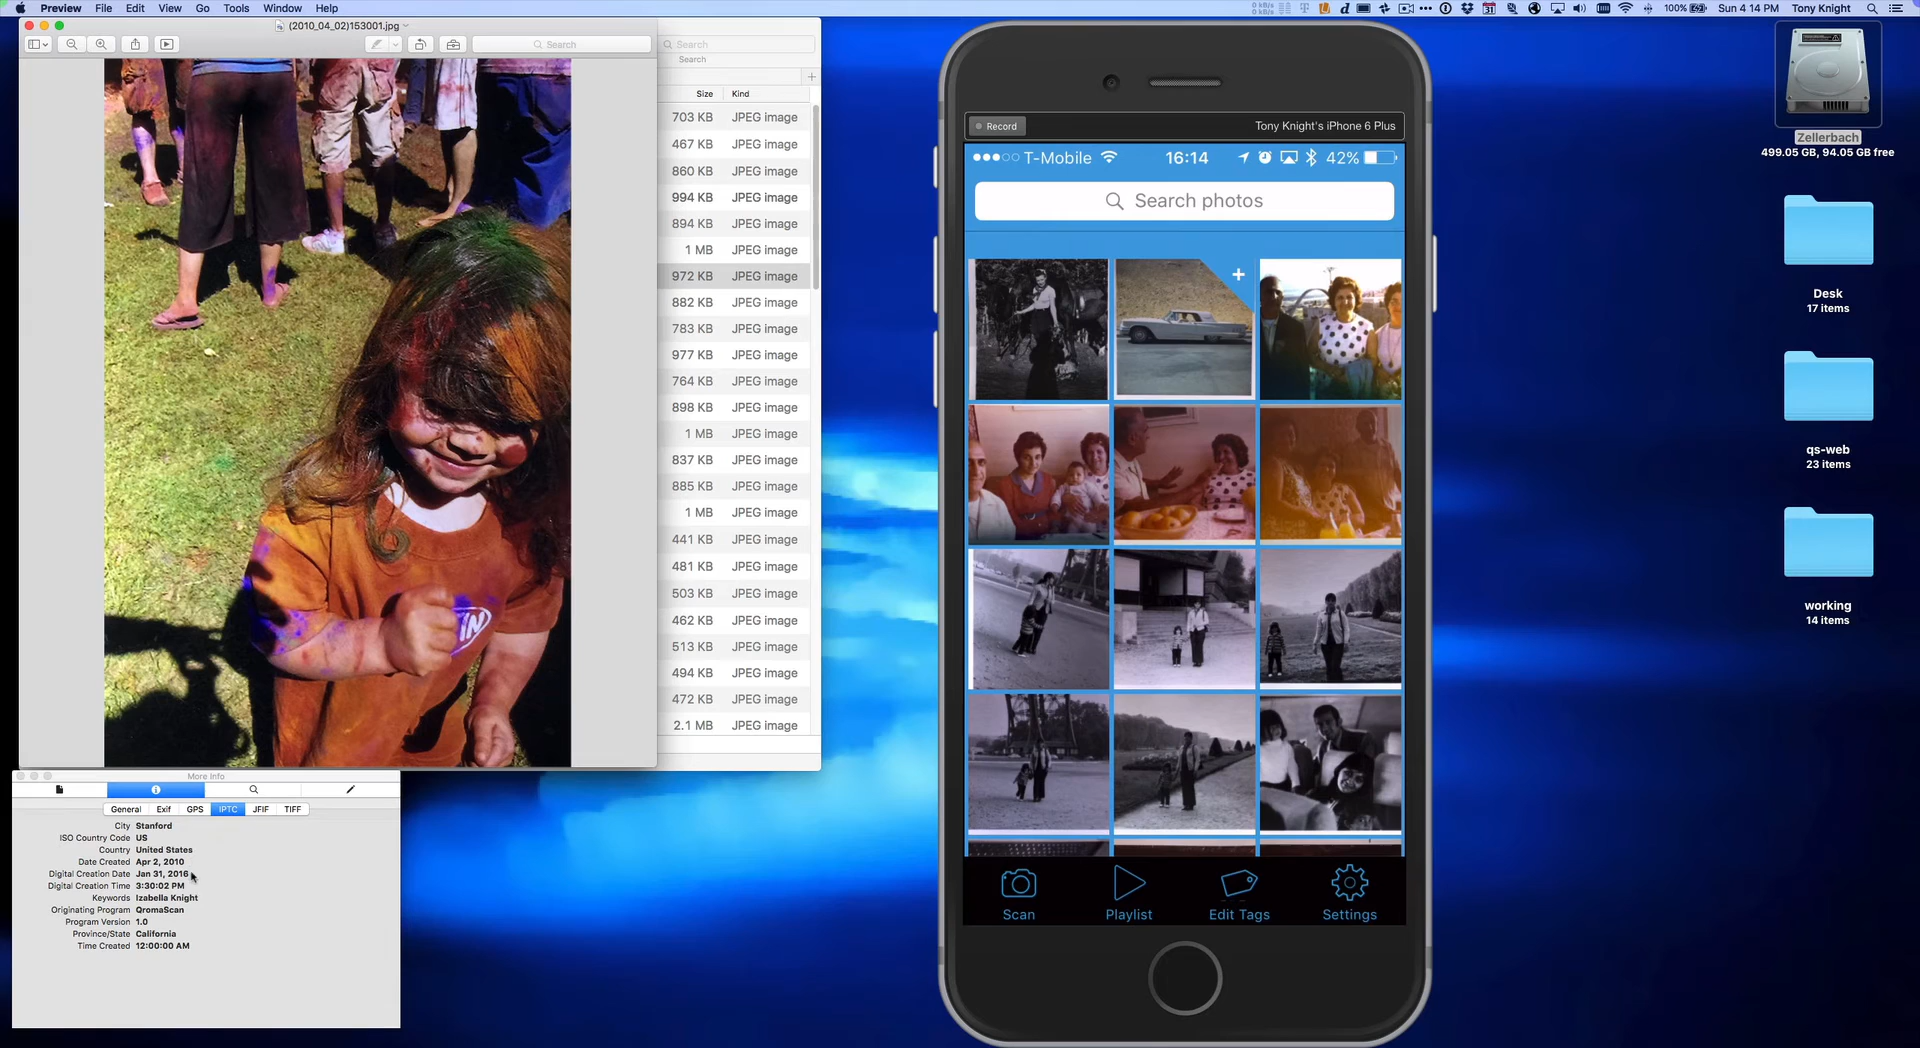 Preview File Edit View Go Tools Window Help
100% Sun 4 14 PM Tony Knight
(2010_04_02)153001.jpg
Search
Search
Search
Size Kind
703 KB JPEG image
467 KB JPEG image
860 KB JPEG image
994 KB JPEG image
894 KB JPEG image
1 MB JPEG image
972 KB JPEG image
882 KB JPEG image
783 KB JPEG image
977 KB JPEG image
764 KB JPEG image
898 KB JPEG image
1 MB JPEG image
837 KB JPEG image
885 KB JPEG image
1 MB JPEG image
441 KB JPEG image
481 KB JPEG image
503 KB JPEG image
462 KB JPEG image
513 KB JPEG image
494 KB JPEG image
472 KB JPEG image
2.1 MB JPEG image
More Info
General Exif GPS IPTC JFIF TIFF
City Stanford
ISO Country Code US
Country United States
Date Created Apr 2, 2010
Digital Creation Date Jan 31, 2016
Digital Creation Time 3:30:02 PM
Keywords Izabella Knight
Originating Program QromaScan
Program Version 1.0
Province/State California
Time Created 12:00:00 AM
Record Tony Knight's iPhone 6 Plus
T-Mobile 16:14 42%
Search photos
Scan Playlist Edit Tags Settings
Zellerbach
499.05 GB, 94.05 GB free
Desk
17 items
qs-web
23 items
working
14 items